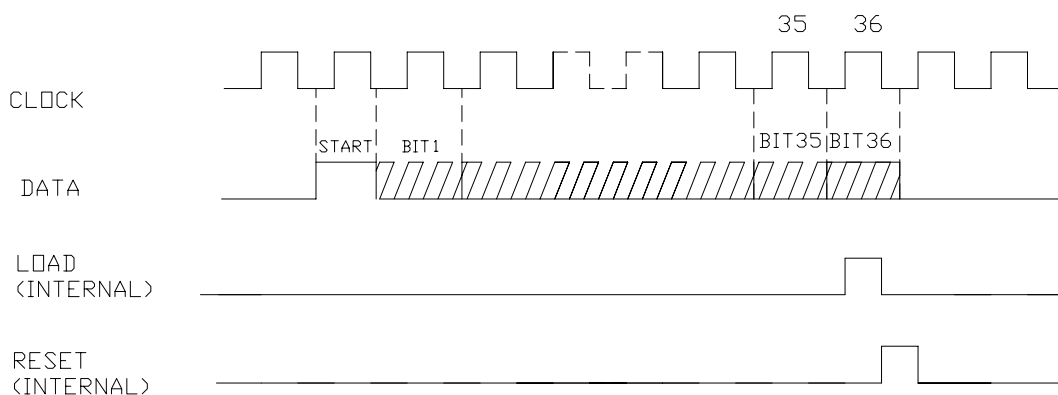 35 36
CLOCK
START BIT1 BIT35 BIT36
DATA
LOAD
(INTERNAL)
RESET
(INTERNAL)